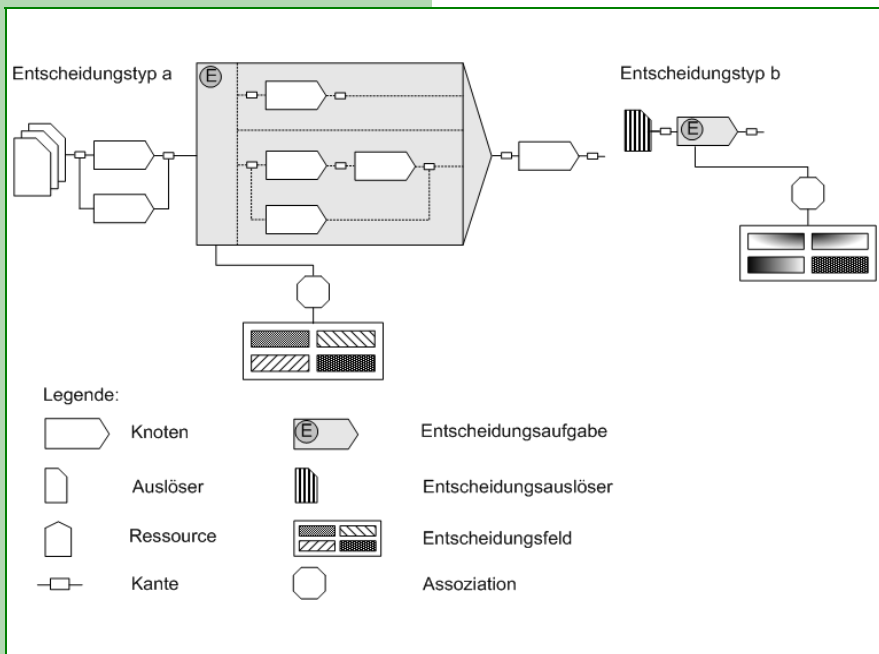 Entscheidungstyp a
E
Entscheidungstyp b
E
Legende:
Knoten
E
Entscheidungsaufgabe
Auslöser
Entscheidungsauslöser
Ressource
Entscheidungsfeld
Kante
Assoziation